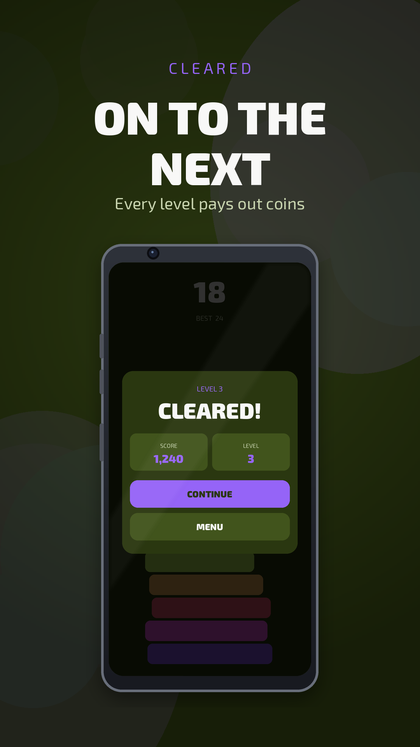 CLEARED
ON TO THE
NEXT
Every level pays out coins
18
BEST 24
LEVEL 3
CLEARED!
SCORE
1,240
LEVEL
3
CONTINUE
MENU